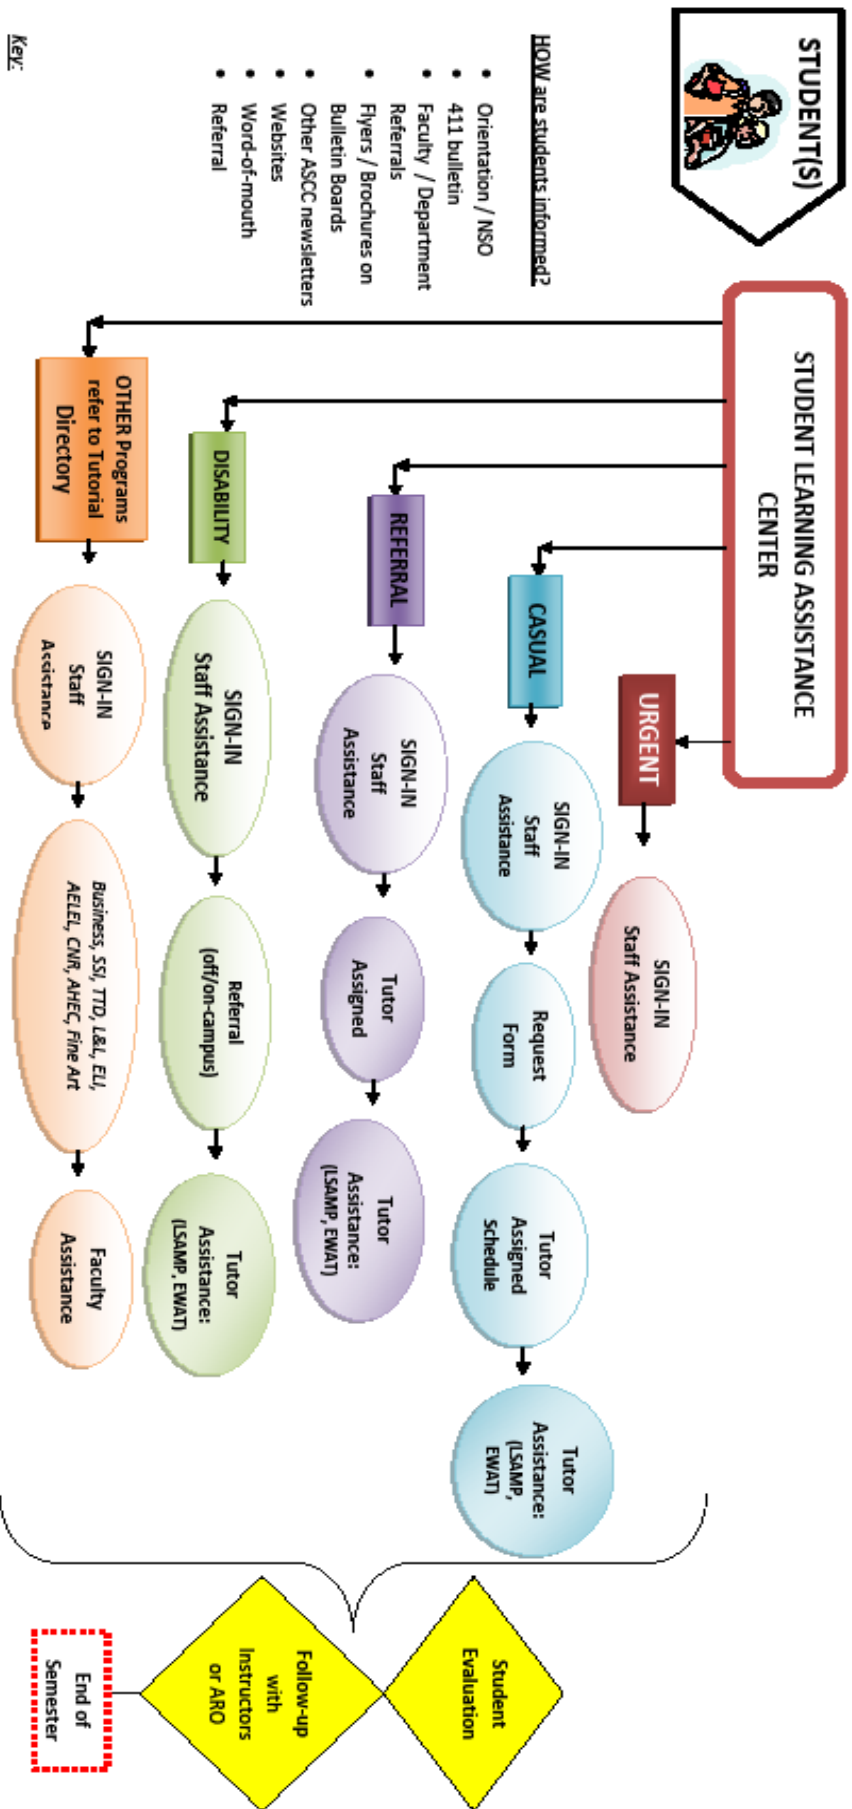 STUDENT(S)
STUDENT LEARNING ASSISTANCE
CENTER
HOW are students informed?
• Orientation / NSO
• 411 bulletin
• Faculty / Department
Referrals
• Flyers / Brochures on
Bulletin Boards
• Other ASCC newsletters
• Websites
• Word-of-mouth
• Referral
Key:
URGENT
SIGN-IN
Staff Assistance
CASUAL
SIGN-IN
Staff
Assistance
Request
Form
Tutor
Assigned
Schedule
Tutor
Assistance:
(LSAMP,
EWAT)
REFERRAL
SIGN-IN
Staff
Assistance
Tutor
Assigned
Tutor
Assistance:
(LSAMP, EWAT)
DISABILITY
SIGN-IN
Staff Assistance
Referral
(off/on-campus)
Tutor
Assistance:
(LSAMP, EWAT)
OTHER Programs
refer to Tutorial
Directory
SIGN-IN
Staff
Assistance
Business, SSI, TTD, L&L, ELI,
AELEL, CNR, AHEC, Fine Art
Faculty
Assistance
Student
Evaluation
Follow-up
with
Instructors
or ARO
End of
Semester